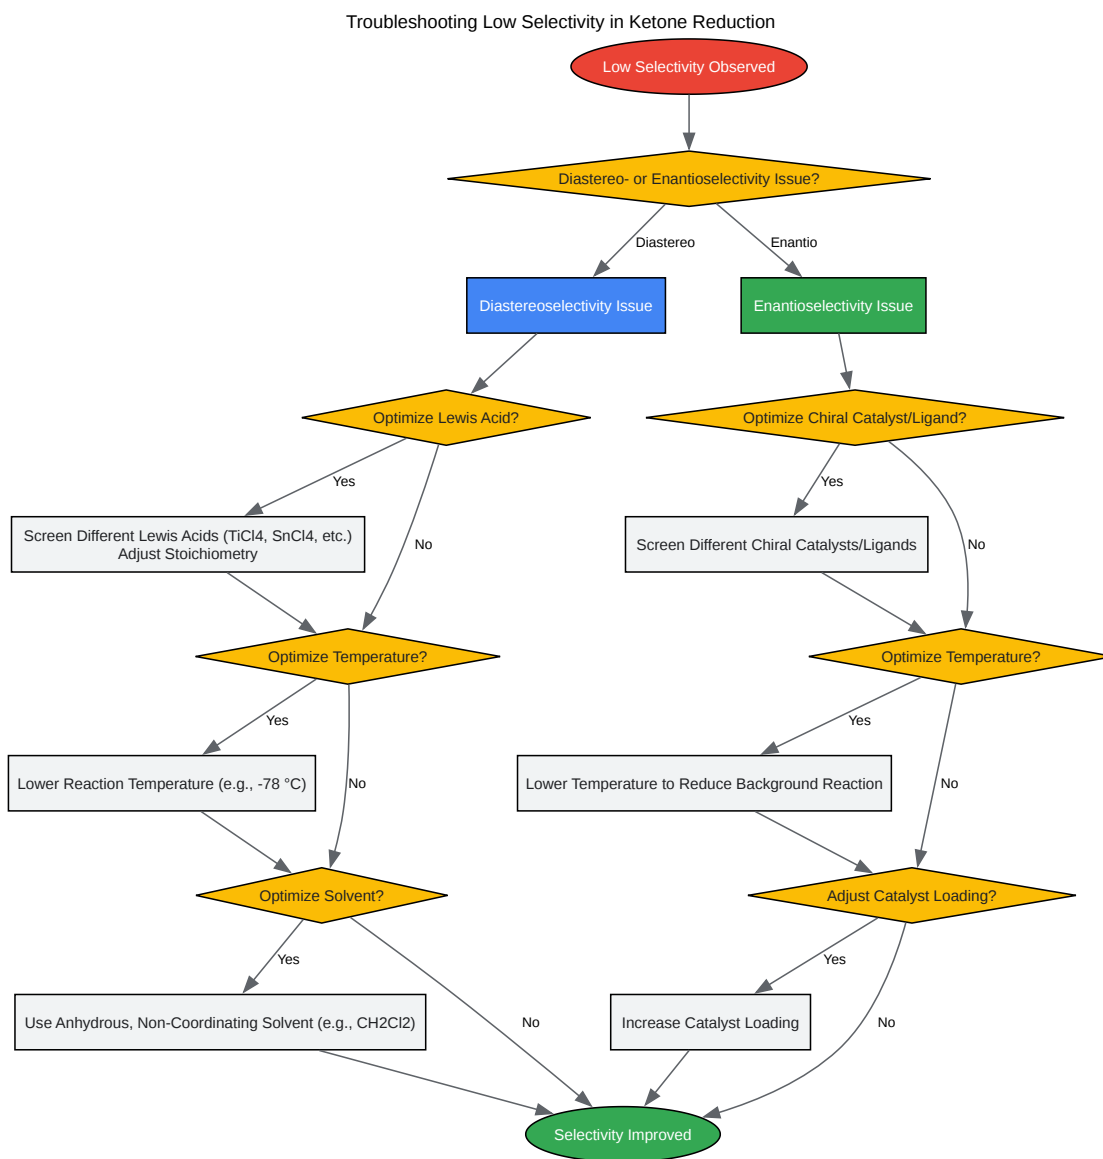 Troubleshooting Low Selectivity in Ketone Reduction
Low Selectivity Observed
Diastereo- or Enantioselectivity Issue?
Diastereo
Enantio
Diastereoselectivity Issue
Enantioselectivity Issue
Optimize Lewis Acid?
Optimize Chiral Catalyst/Ligand?
Yes
Yes
Screen Different Lewis Acids (TiCl4, SnCl4, etc.)
Adjust Stoichiometry
No
Screen Different Chiral Catalysts/Ligands
No
Optimize Temperature?
Optimize Temperature?
Yes
Yes
Lower Reaction Temperature (e.g., -78 °C)
No
Lower Temperature to Reduce Background Reaction
No
Optimize Solvent?
Adjust Catalyst Loading?
Yes
Yes
Use Anhydrous, Non-Coordinating Solvent (e.g., CH2Cl2)
No
Increase Catalyst Loading
No
Selectivity Improved